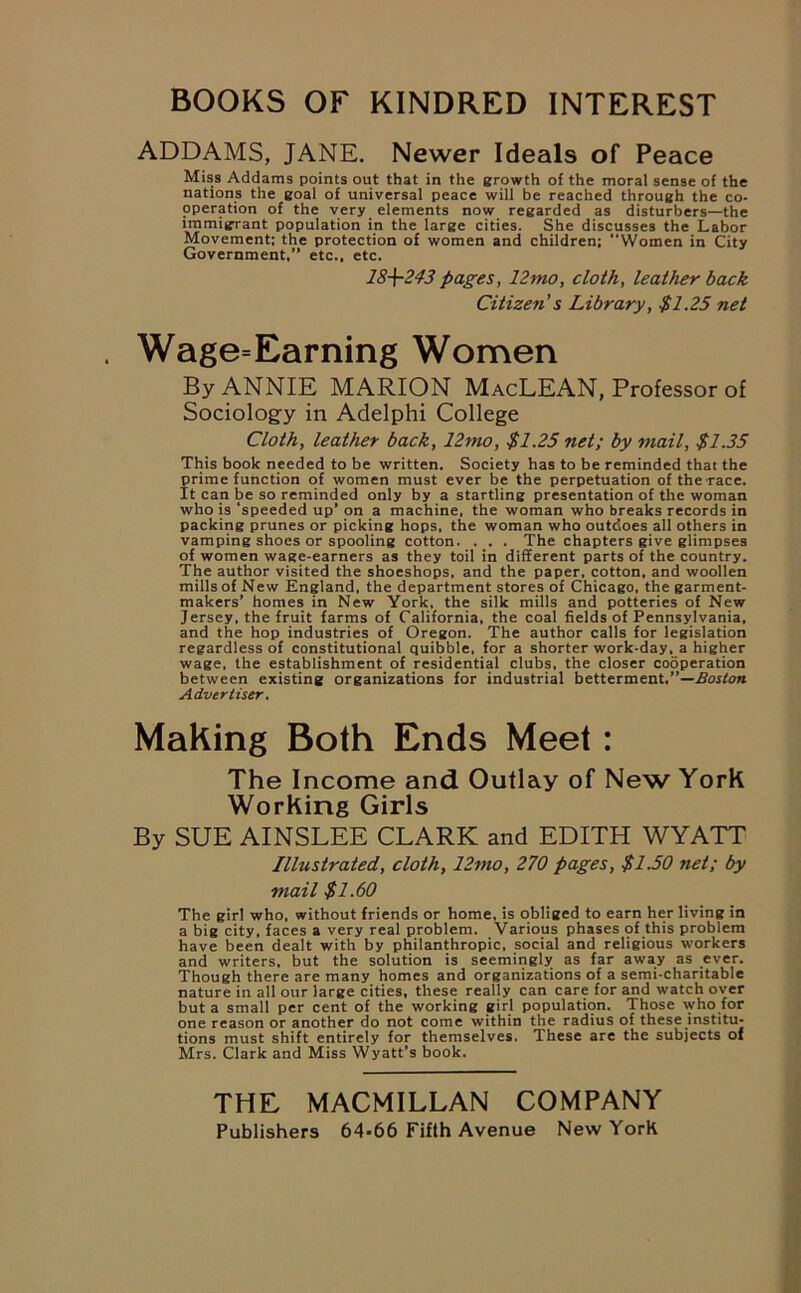 BOOKS OF KINDRED INTEREST
ADDAMS, JANE. Newer Ideals of Peace
Miss Addams points out that in the growth of the moral sense of the
nations the goal of universal peace will be reached through the co-
operation of the very elements now regarded as disturbers—the
immigrant population in the large cities. She discusses the Labor
Movement; the protection of women and children; "Women in City
Government," etc., etc.
18+243 pages, 12mo, cloth, leather back
Citizen's Library, $1.25 net
Wage=Earning Women
By ANNIE MARION MACLEAN, Professor of
Sociology in Adelphi College
Cloth, leather back, 12mo, $1.25 net; by mail, $1.35
This book needed to be written. Society has to be reminded that the
prime function of women must ever be the perpetuation of the race.
It can be so reminded only by a startling presentation of the woman
who is 'speeded up' on a machine, the woman who breaks records in
packing prunes or picking hops, the woman who outdoes all others in
vamping shoes or spooling cotton. . . . The chapters give glimpses
of women wage-earners as they toil in different parts of the country.
The author visited the shoeshops, and the paper, cotton, and woollen
mills of New England, the department stores of Chicago, the garment-
makers' homes in New York, the silk mills and potteries of New
Jersey, the fruit farms of California, the coal fields of Pennsylvania,
and the hop industries of Oregon. The author calls for legislation
regardless of constitutional quibble, for a shorter work-day, a higher
wage, the establishment of residential clubs, the closer coöperation
between existing organizations for industrial betterment."—Boston
Advertiser.
Making Both Ends Meet :
The Income and Outlay of New York
Working Girls
By SUE AINSLEE CLARK and EDITH WYATT
Illustrated, cloth, 12mo, 270 pages, $1.50 net; by
mail $1.60
The girl who, without friends or home, is obliged to earn her living in
a big city, faces a very real problem. Various phases of this problem
have been dealt with by philanthropic, social and religious workers
and writers, but the solution is seemingly as far away as ever.
Though there are many homes and organizations of a semi-charitable
nature in all our large cities, these really can care for and watch over
but a small per cent of the working girl population. Those who for
one reason or another do not come within the radius of these institu-
tions must shift entirely for themselves. These are the subjects of
Mrs. Clark and Miss Wyatt's book.
THE MACMILLAN COMPANY
Publishers 64-66 Fifth Avenue New York